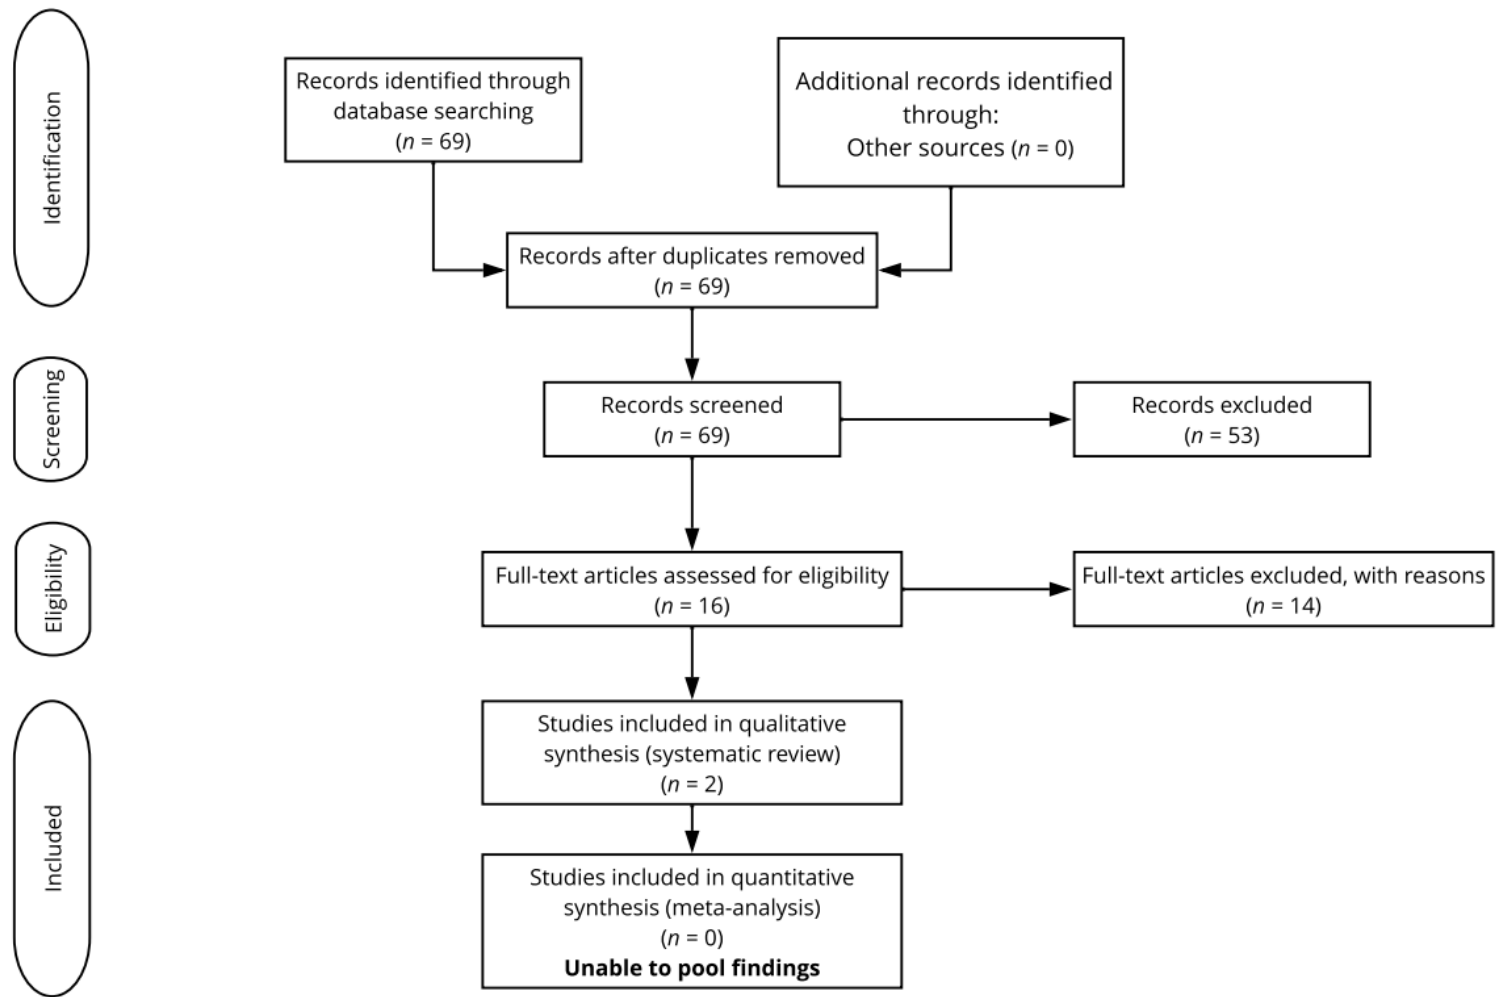 Identification
Records identified through
database searching
(n = 69)
Additional records identified
through:
Other sources (n = 0)
Records after duplicates removed
(n = 69)
Screening
Records screened
(n = 69)
Records excluded
(n = 53)
Eligibility
Full-text articles assessed for eligibility
(n = 16)
Full-text articles excluded, with reasons
(n = 14)
Included
Studies included in qualitative
synthesis (systematic review)
(n = 2)
Studies included in quantitative
synthesis (meta-analysis)
(n = 0)
Unable to pool findings